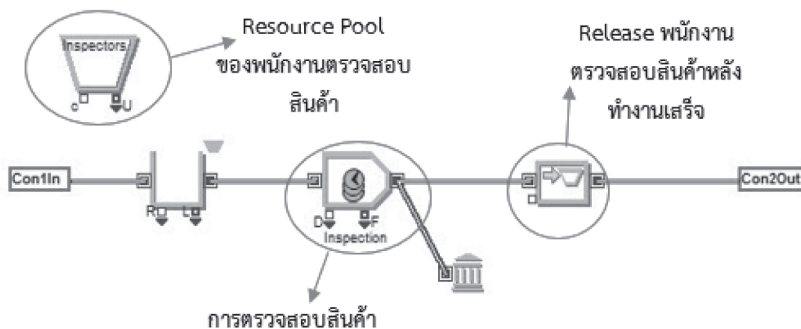 Inspectors
C
U
Resource Pool
ของพนักงานตรวจสอบ
สินค้า
Release พนักงาน
ตรวจสอบสินค้าหลัง
ทำงานเสร็จ
Con1In
R
L
D
F
Inspection
Con2Out
การตรวจสอบสินค้า